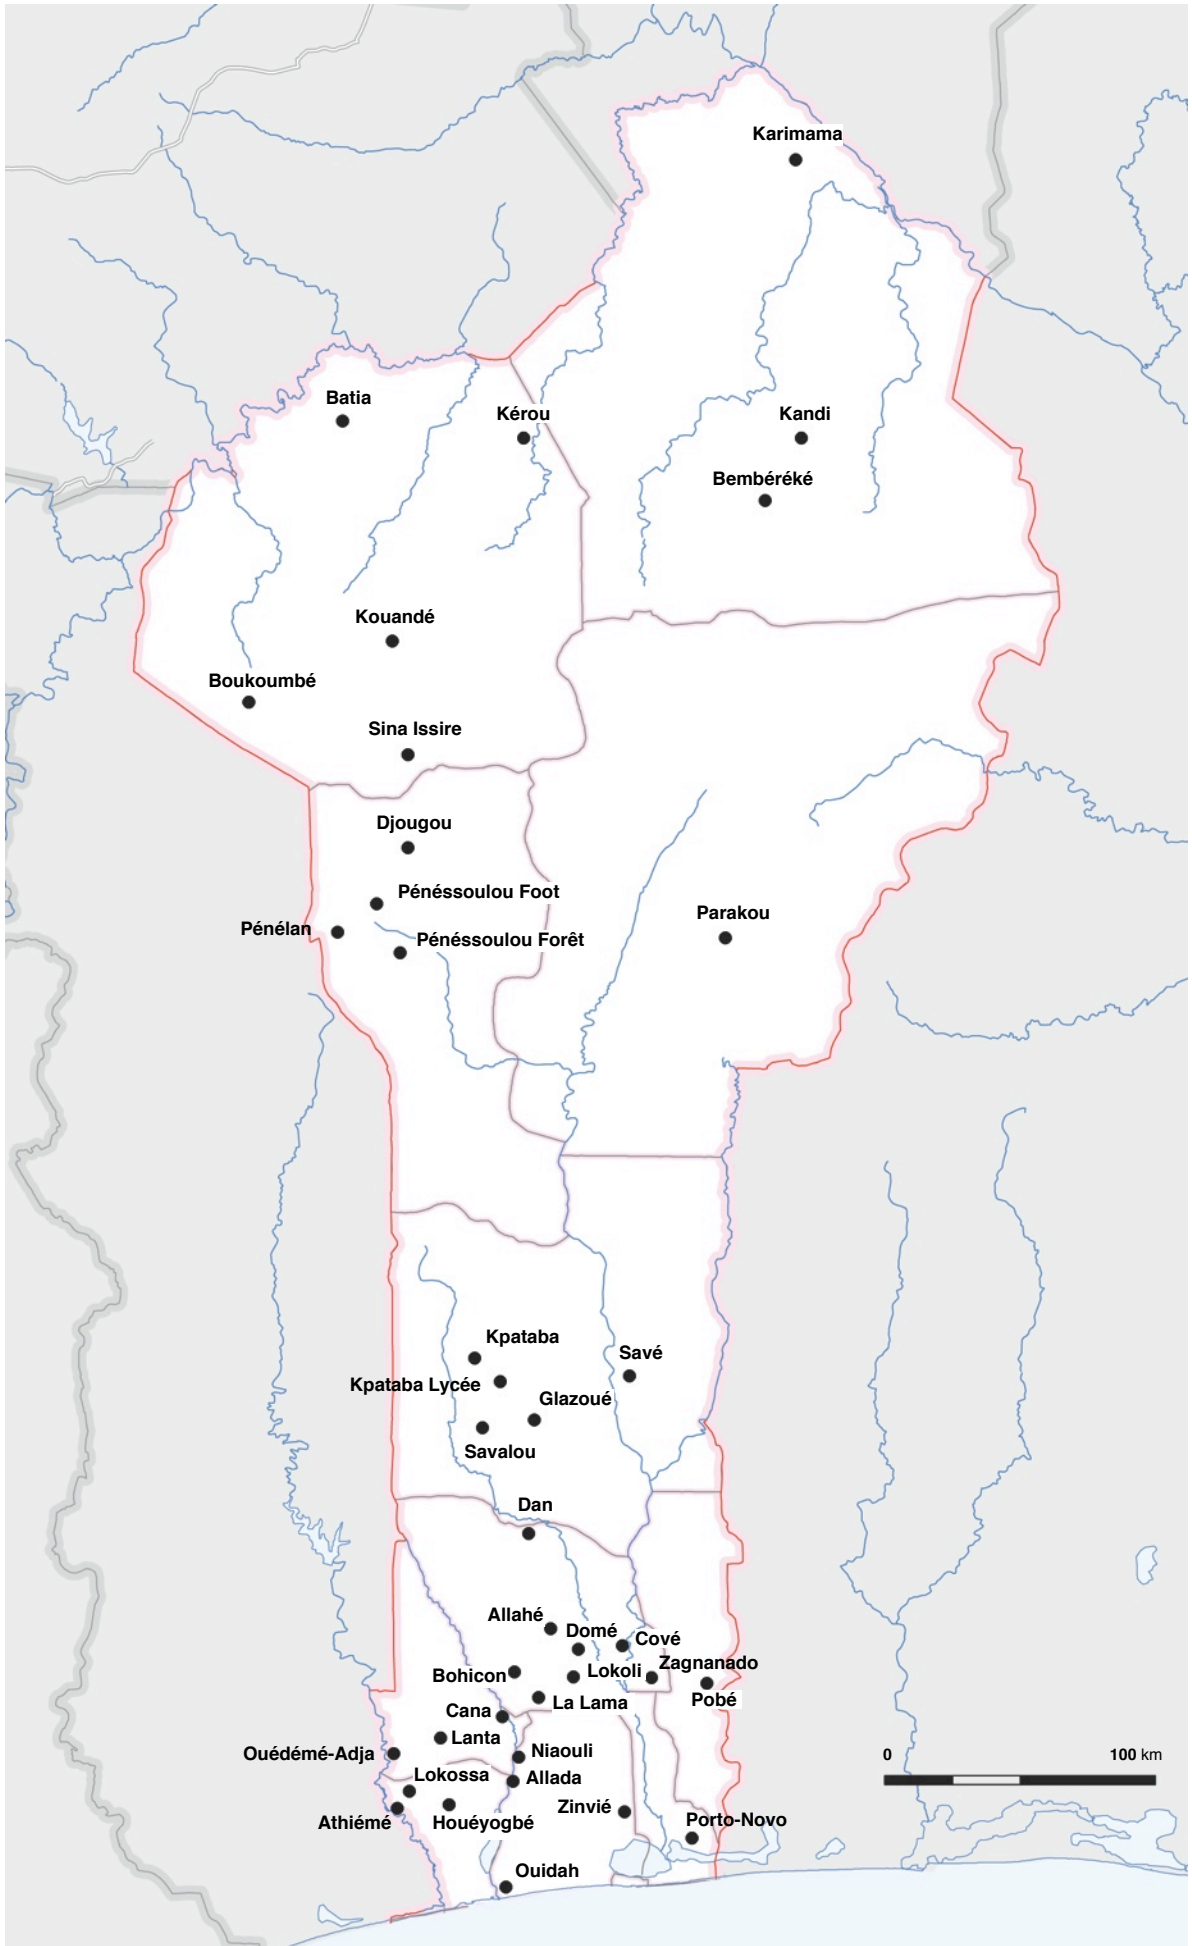 Karimama
Batia
Kérou
Kandi
Bembéréké
Kouandé
Boukoumbé
Sina Issire
Djougou
Pénéssoulou Foot
Parakou
Pénélan
Pénéssoulou Forêt
Kpataba
Savé
Kpataba Lycée
Glazoué
Savalou
Dan
Allahé
Domé
Cové
Zagnanado
Bohicon
Lokoli
Pobé
La Lama
Cana
Lanta
Ouédémé-Adja
Niaouli
0 100 km
Lokossa
Allada
Zinvié
Athiémé
Houéyogbé
Porto-Novo
Ouidah